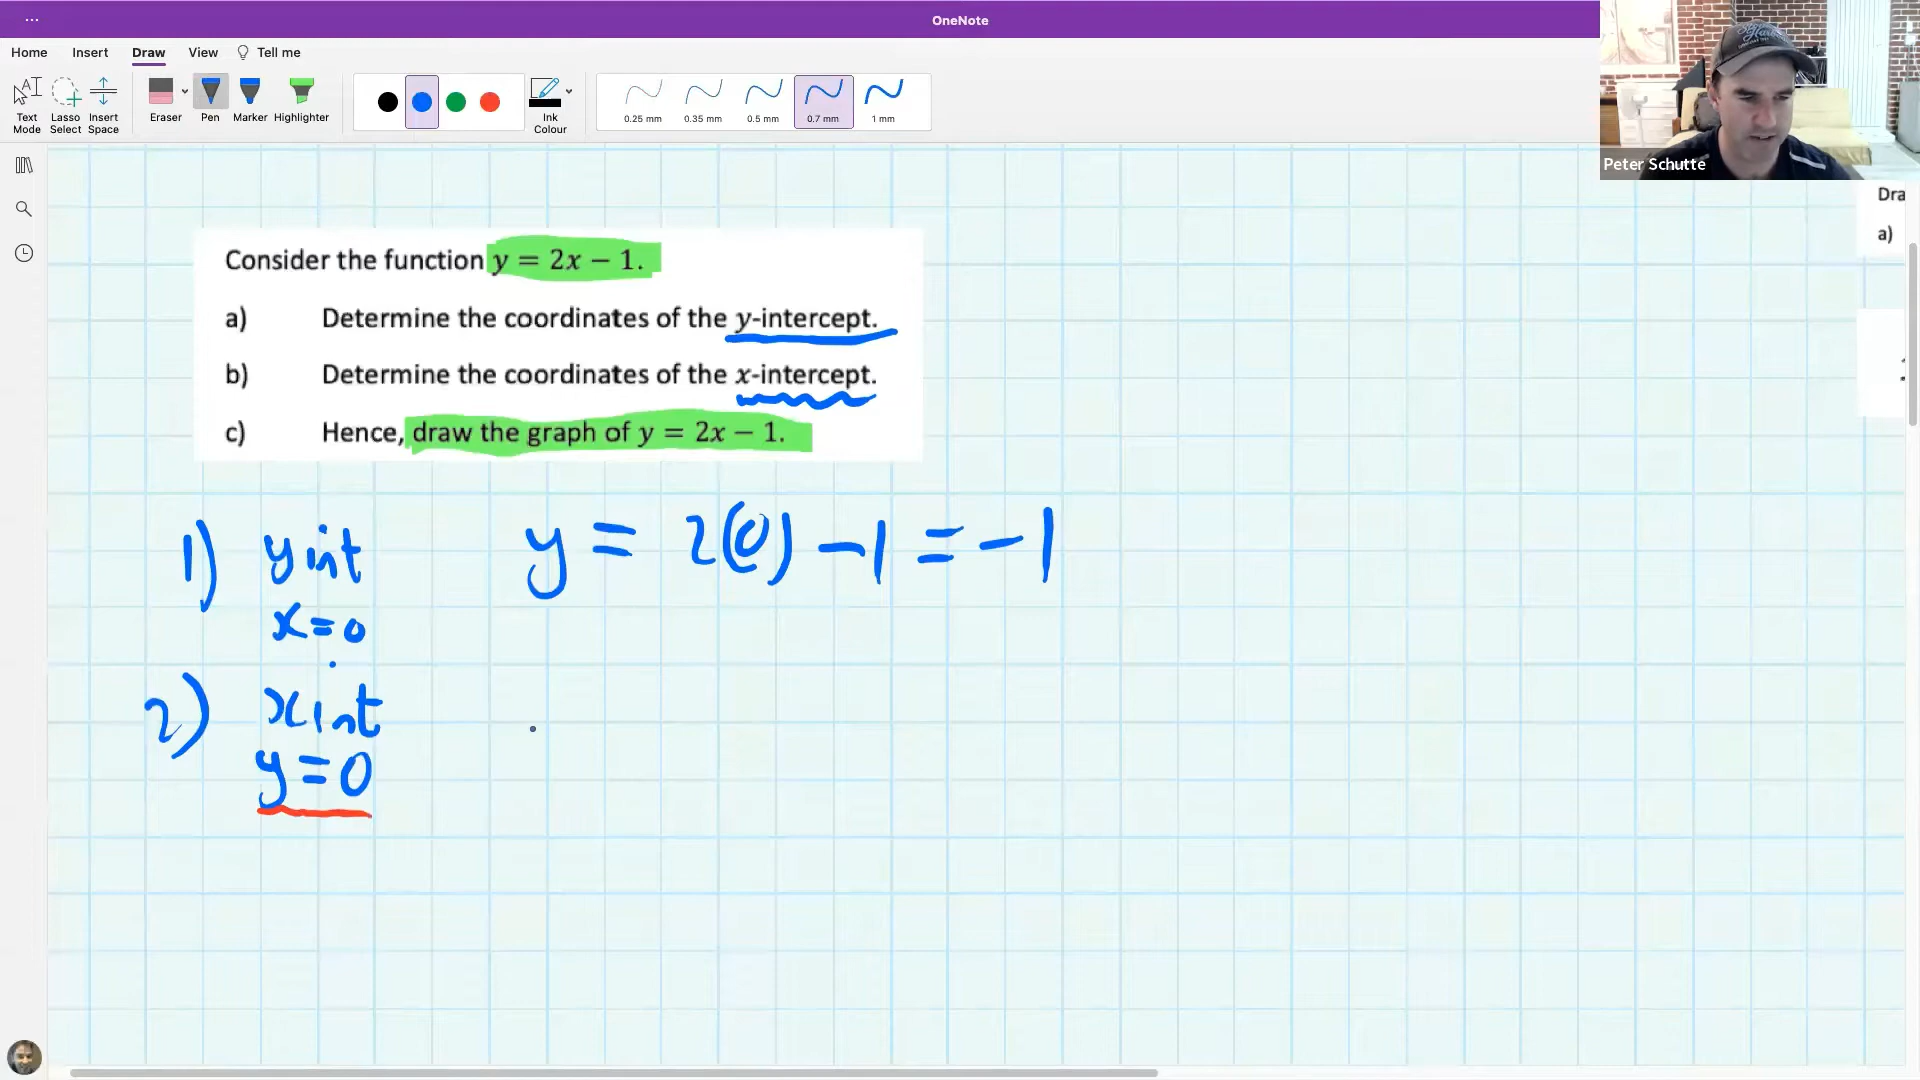 OneNote
Home Insert Draw View Tell me
Text Mode
Lasso Select
Insert Space
Eraser
Pen
Marker
Highlighter
Ink Colour
0.25 mm
0.35 mm
0.5 mm
0.7 mm
1 mm
Peter Schutte
Dra
a)
Consider the function y = 2x − 1.
a) Determine the coordinates of the y-intercept.
b) Determine the coordinates of the x-intercept.
c) Hence, draw the graph of y = 2x − 1.
1) y int y = 2(0) − 1 = −1
x = 0
2) x int
y = 0